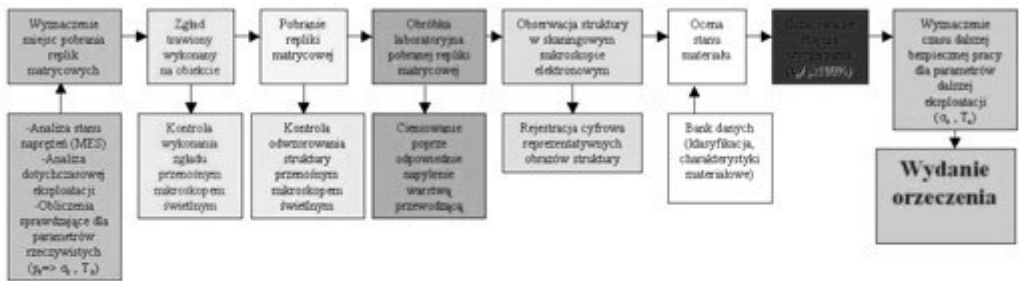 Wyznaczenie
miejsc pobrania
replik
matrycowych
Zgład
trawiony
wykonany
na obiekcie
Pobranie
repliki
matrycowej
Obróbka
laboratoryjna
pobranej repliki
matrycowej
Obserwacja struktury
w skaningowym
mikroskopie
elektronowym
Ocena
stanu
materiału
Wyznaczenie
czasu dalszej
bezpiecznej pracy
dla parametrów
dalszej
eksploatacji
-Analiza stanu
naprężeń (MES)
-Analiza
dotychczasowej
eksploatacji
-Obliczenia
sprawdzające dla
parametrów
rzeczywistych
Kontrola
wykonania
zgładu
przenośnym
mikroskopem
świetlnym
Kontrola
odwzorowania
struktury
przenośnym
mikroskopem
świetlnym
Cieniowanie
poprze
odpowiednie
napylenie
warstwą
przewodzącą
Rejestracja cyfrowa
reprezentatywnych
obrazów struktury
Bank danych
(klasyfikacja,
charakterystyki
materiałowe)
Wydanie
orzeczenia